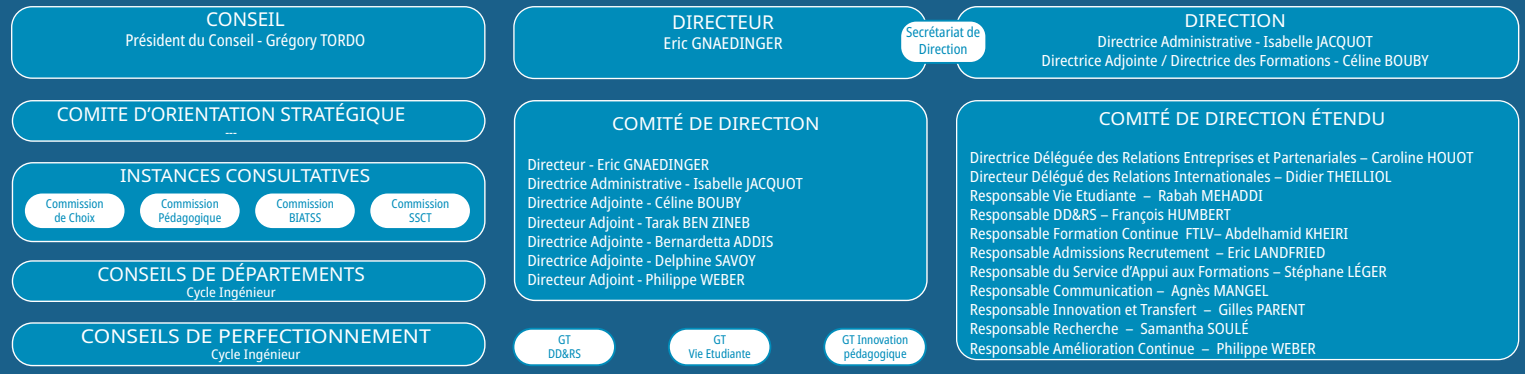 CONSEIL
Président du Conseil - Grégory TORDO
DIRECTEUR
Eric GNAEDINGER
Secrétariat de
Direction
DIRECTION
Directrice Administrative - Isabelle JACQUOT
Directrice Adjointe / Directrice des Formations - Céline BOUBY
COMITE D'ORIENTATION STRATÉGIQUE
---
INSTANCES CONSULTATIVES
Commission
de Choix
Commission
Pédagogique
Commission
BIATSS
Commission
SSCT
CONSEILS DE DÉPARTEMENTS
Cycle Ingénieur
CONSEILS DE PERFECTIONNEMENT
Cycle Ingénieur
COMITÉ DE DIRECTION
Directeur - Eric GNAEDINGER
Directrice Administrative - Isabelle JACQUOT
Directrice Adjointe - Céline BOUBY
Directeur Adjoint - Tarak BEN ZINEB
Directrice Adjointe - Bernardetta ADDIS
Directrice Adjointe - Delphine SAVOY
Directeur Adjoint - Philippe WEBER
GT
DD&RS
GT
Vie Etudiante
GT Innovation
pédagogique
COMITÉ DE DIRECTION ÉTENDU
Directrice Déléguée des Relations Entreprises et Partenariales – Caroline HOUOT
Directeur Délégué des Relations Internationales – Didier THEILLIOL
Responsable Vie Etudiante – Rabah MEHADDI
Responsable DD&RS – François HUMBERT
Responsable Formation Continue FTLV– Abdelhamid KHEIRI
Responsable Admissions Recrutement – Eric LANDFRIED
Responsable du Service d'Appui aux Formations – Stéphane LÉGER
Responsable Communication – Agnès MANGEL
Responsable Innovation et Transfert – Gilles PARENT
Responsable Recherche – Samantha SOULÉ
Responsable Amélioration Continue – Philippe WEBER